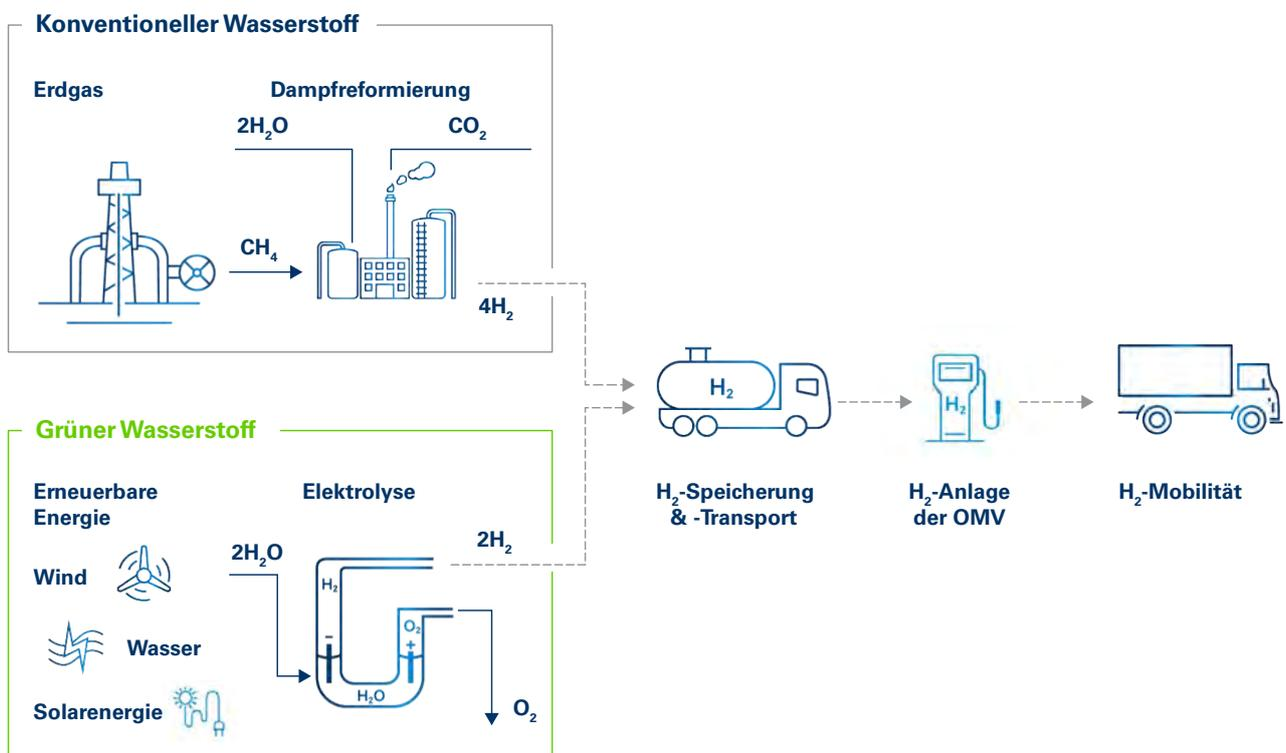 Konventioneller Wasserstoff
Erdgas
Dampfreformierung
2H₂O
CO₂
CH₄
4H₂
Grüner Wasserstoff
Erneuerbare
Energie
Elektrolyse
Wind
Wasser
Solarenergie
2H₂O
2H₂
H₂
O₂
−
+
H₂O
O₂
H₂
H₂
H₂-Speicherung
& -Transport
H₂-Anlage
der OMV
H₂-Mobilität